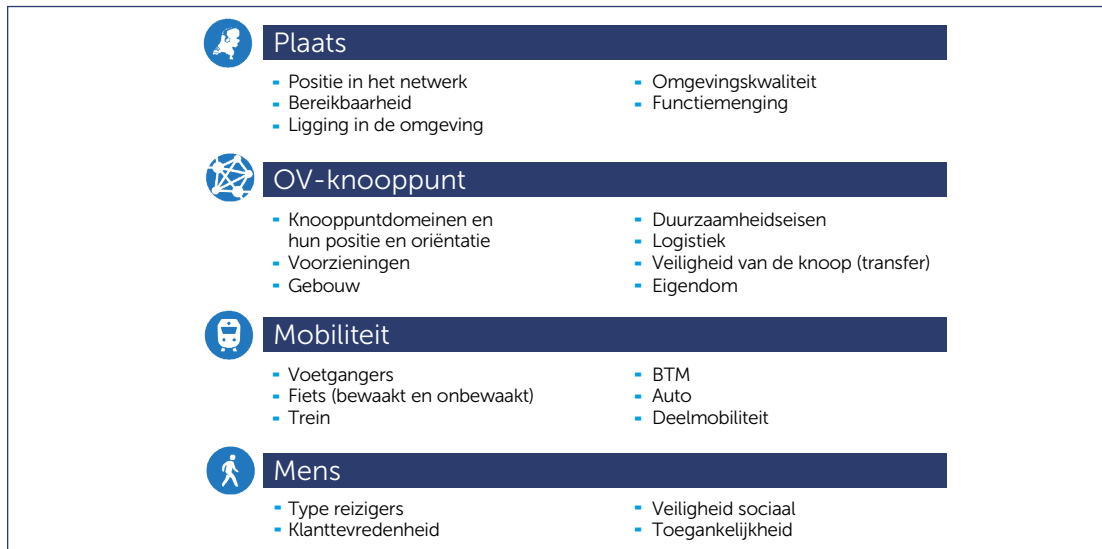 Plaats
- Positie in het netwerk
- Bereikbaarheid
- Ligging in de omgeving
- Omgevingskwaliteit
- Functiemenging
OV-knooppunt
- Knooppuntdomeinen en
hun positie en oriëntatie
- Voorzieningen
- Gebouw
- Duurzaamheidseisen
- Logistiek
- Veiligheid van de knoop (transfer)
- Eigendom
Mobiliteit
- Voetgangers
- Fiets (bewaakt en onbewaakt)
- Trein
- BTM
- Auto
- Deelmobiliteit
Mens
- Type reizigers
- Klanttevredenheid
- Veiligheid sociaal
- Toegankelijkheid